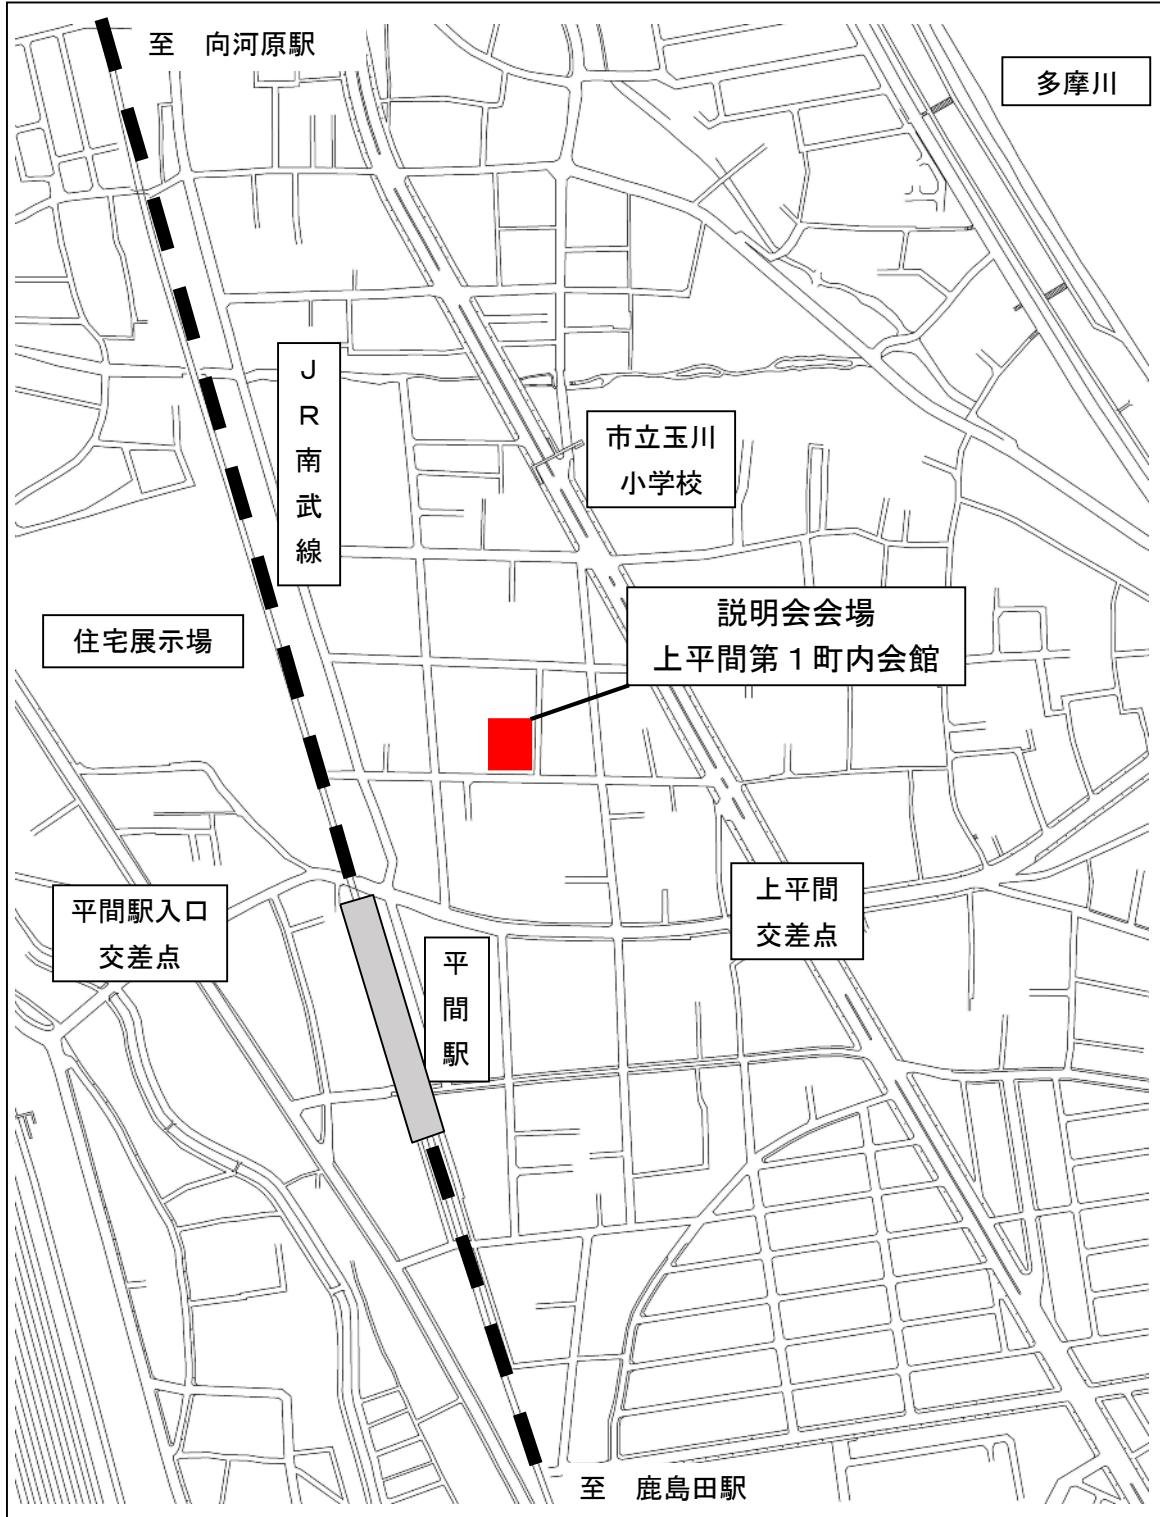 至　向河原駅
多摩川
ＪＲ南武線
市立玉川
小学校
説明会会場
上平間第１町内会館
住宅展示場
平間駅入口
交差点
上平間
交差点
平間駅
至　鹿島田駅